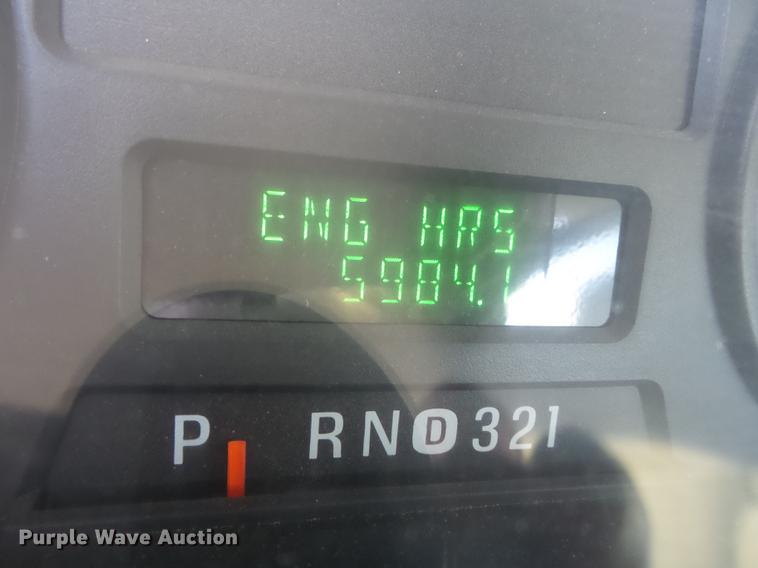 ENG HRS
5984.1
P RND321
Purple Wave Auction